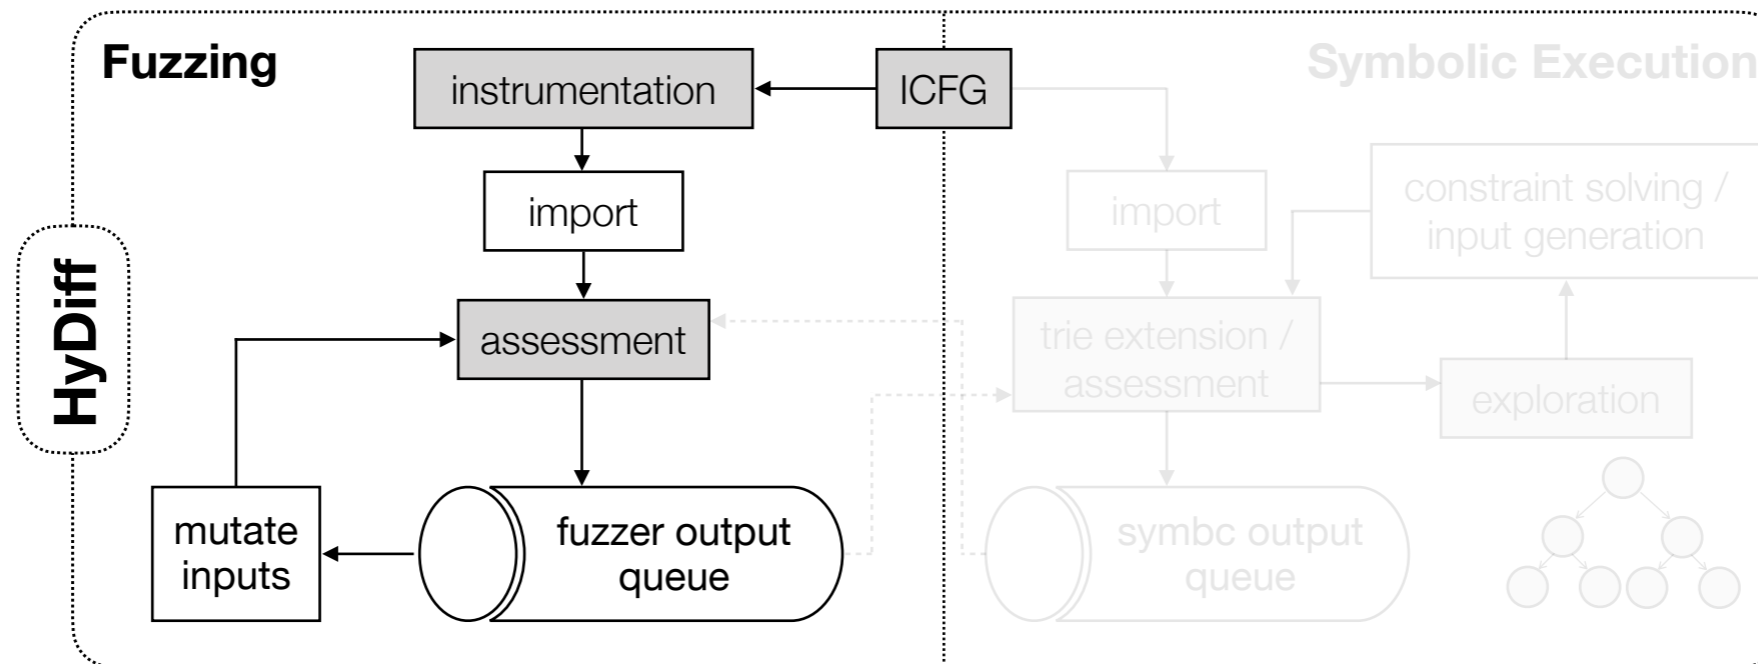 Fuzzing
instrumentation
ICFG
Symbolic Execution
import
import
constraint solving /
input generation
HyDiff
assessment
trie extension /
assessment
exploration
mutate
inputs
fuzzer output
queue
symbc output
queue